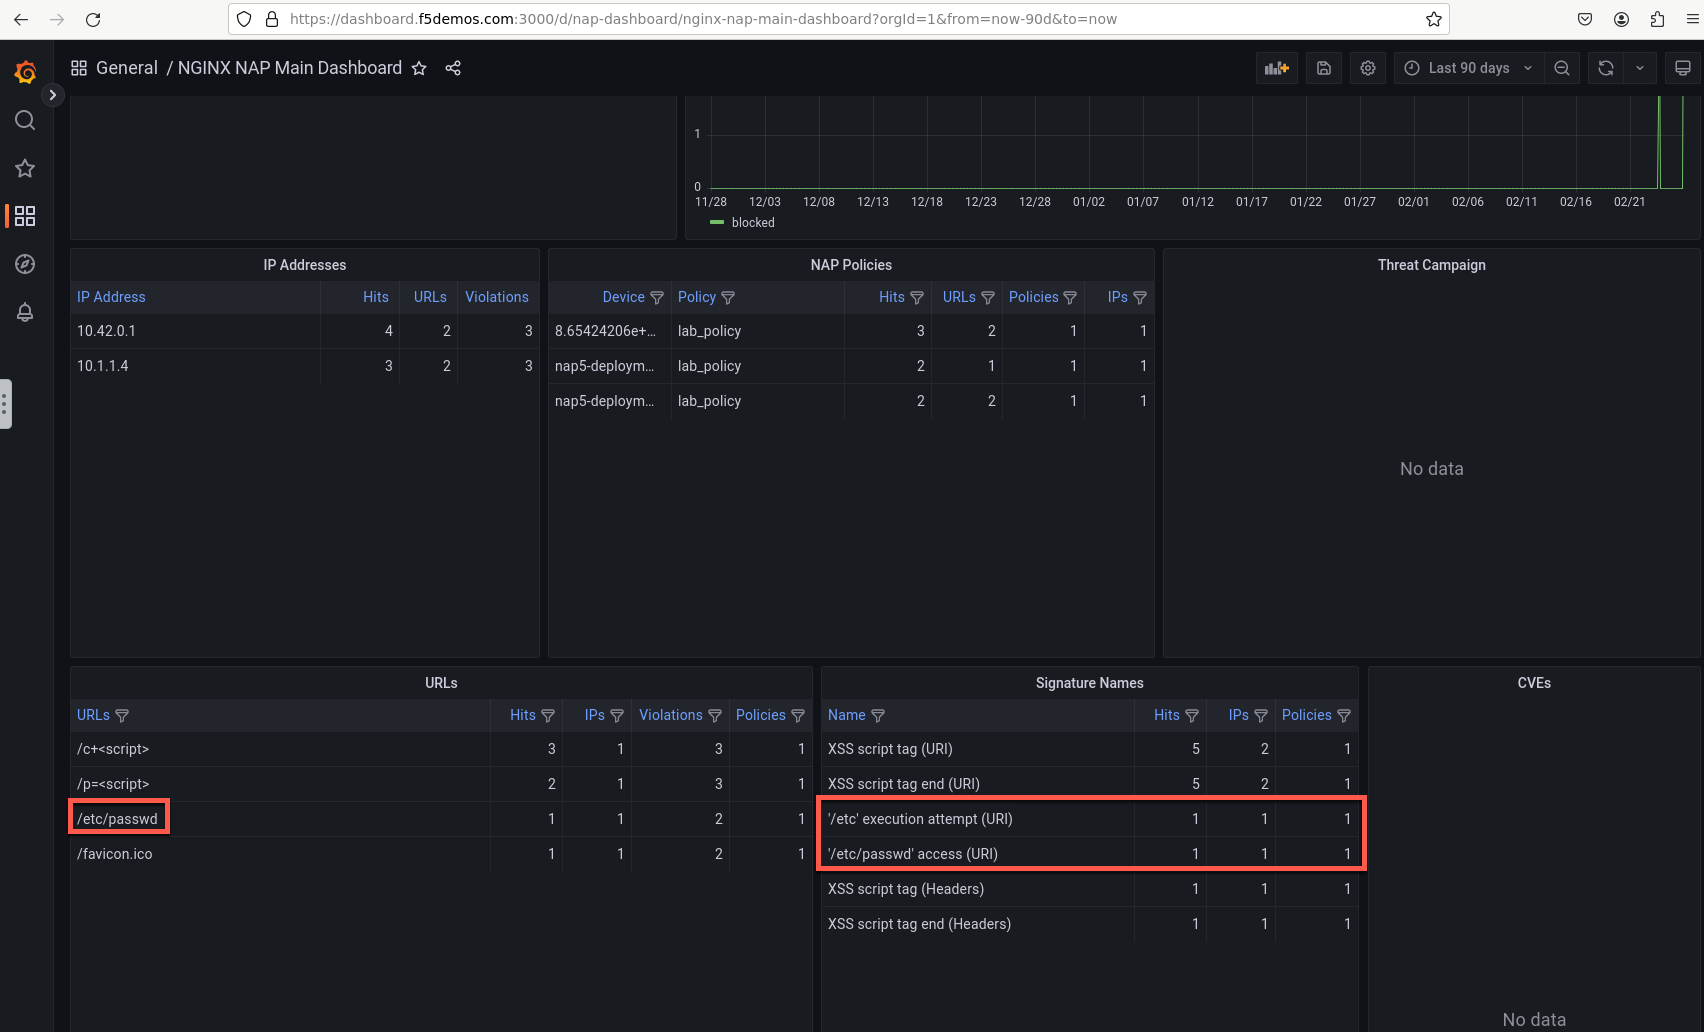 https://dashboard.f5demos.com:3000/d/nap-dashboard/nginx-nap-main-dashboard?orgId=1&from=now-90d&to=now
General / NGINX NAP Main Dashboard
Last 90 days
1
0
11/28 12/03 12/08 12/13 12/18 12/23 12/28 01/02 01/07 01/12 01/17 01/22 01/27 02/01 02/06 02/11 02/16 02/21
blocked
IP Addresses
IP Address Hits URLs Violations
10.42.0.1 4 2 3
10.1.1.4 3 2 3
NAP Policies
Device Policy Hits URLs Policies IPs
8.65424206e+... lab_policy 3 2 1 1
nap5-deploym... lab_policy 2 1 1 1
nap5-deploym... lab_policy 2 2 1 1
Threat Campaign
No data
URLs
URLs Hits IPs Violations Policies
/c+<script> 3 1 3 1
/p=<script> 2 1 3 1
/etc/passwd 1 1 2 1
/favicon.ico 1 1 2 1
Signature Names
Name Hits IPs Policies
XSS script tag (URI) 5 2 1
XSS script tag end (URI) 5 2 1
'/etc' execution attempt (URI) 1 1 1
'/etc/passwd' access (URI) 1 1 1
XSS script tag (Headers) 1 1 1
XSS script tag end (Headers) 1 1 1
CVEs
No data